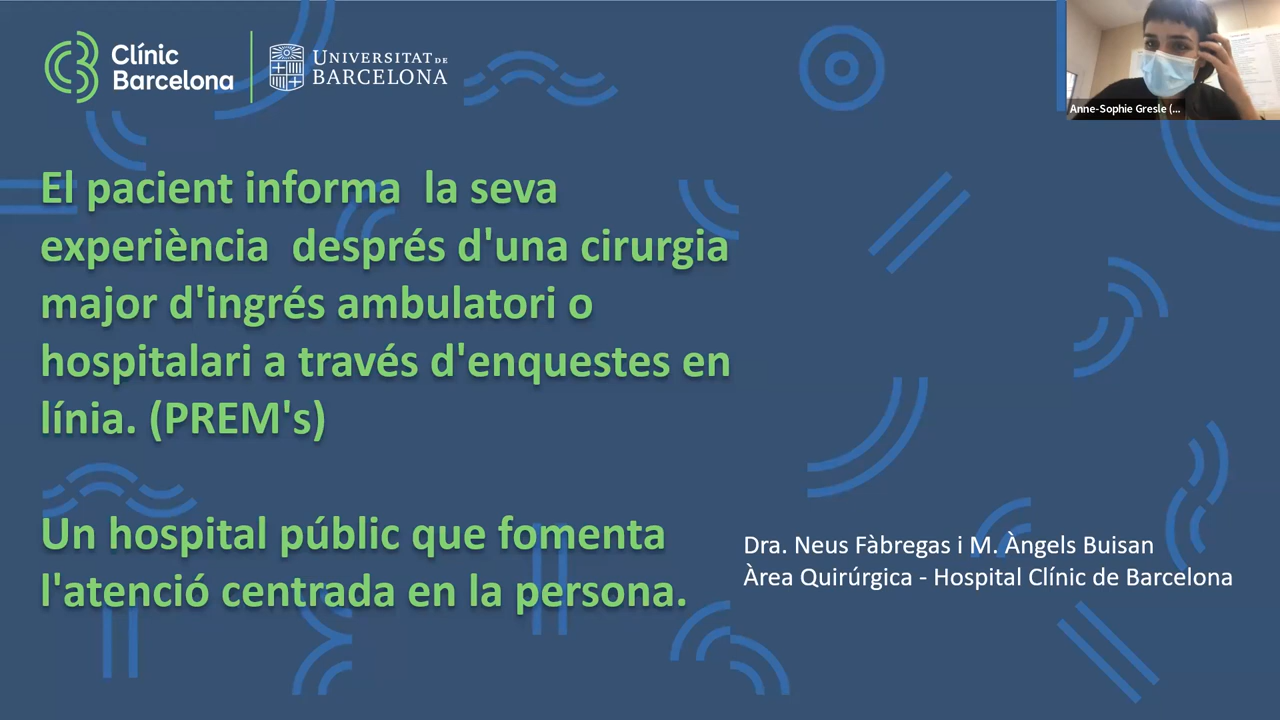 Clínic
Barcelona
UNIVERSITAT DE
BARCELONA
Anne-Sophie Gresle (...
El pacient informa  la seva
experiència  després d'una cirurgia
major d'ingrés ambulatori o
hospitalari a través d'enquestes en
línia. (PREM's)
Un hospital públic que fomenta
l'atenció centrada en la persona.
Dra. Neus Fàbregas i M. Àngels Buisan
Àrea Quirúrgica - Hospital Clínic de Barcelona